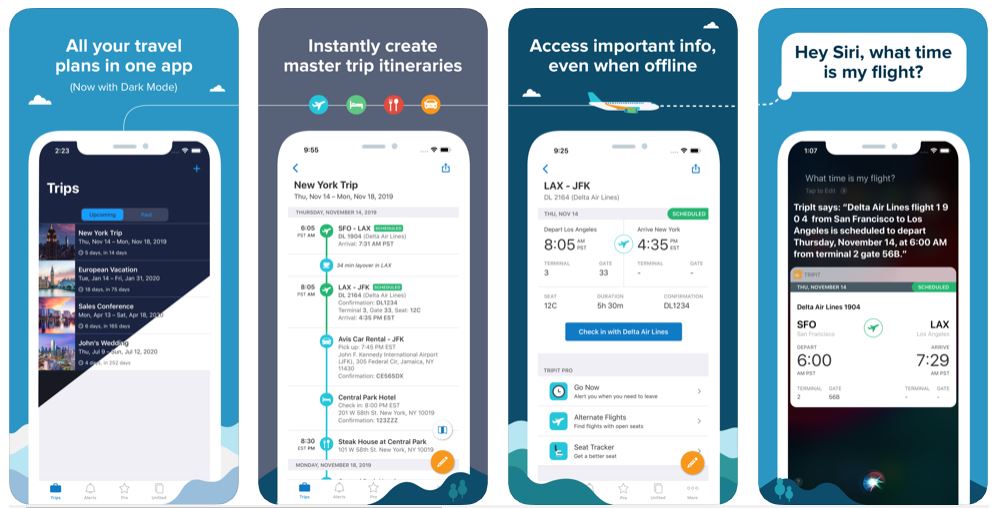 All your travel
plans in one app
(Now with Dark Mode)
2:23
Trips
Upcoming
Past
New York Trip
Thu, Nov 14 – Mon, Nov 18, 2019
5 days, in 14 days
European Vacation
Tue, Jan 14 – Fri, Jan 31, 2020
18 days, in 75 days
Sales Conference
Mon, Apr 13 – Sat, Apr 18, 2020
6 days, in 165 days
John's Wedding
Thu, Jul 9 – Sun, Jul 12, 2020
4 days, in 252 days
Trips
Alerts
Pro
Unfiled
Instantly create
master trip itineraries
9:55
New York Trip
Thu, Nov 14 – Mon, Nov 18, 2019
THURSDAY, NOVEMBER 14, 2019
6:05
PST AM
SFO - LAX SCHEDULED
DL 1904 (Delta Air Lines)
Arrival: 7:31 AM PST
34 min layover in LAX
8:05
PST AM
LAX - JFK SCHEDULED
DL 2164 (Delta Air Lines)
Confirmation: DL1234
Terminal 3, Gate 33, Seat: 12C
Arrival: 4:35 PM EST
Avis Car Rental - JFK
Pick up: 7:45 PM EST
John F. Kennedy International Airport
(JFK), 305 Federal Cir, Jamaica, NY
11430
Confirmation: CE565DX
Central Park Hotel
Check in: 8:00 PM EST
201 W 58th St. New York, NY 10019
Confirmation: 123ZZZ
8:30
EST PM
Steak House at Central Park
101 W 58th St. New York, NY 10019
MONDAY, NOVEMBER 18, 2019
Trips
Alerts
Pro
Access important info,
even when offline
9:25
LAX - JFK
DL 2164 (Delta Air Lines)
THU, NOV 14
SCHEDULED
Depart Los Angeles
8:05 AM PST
Arrive New York
4:35 PM EST
TERMINAL GATE TERMINAL GATE
3 33 - -
SEAT DURATION CONFIRMATION
12C 5h 30m DL1234
Check in with Delta Air Lines
TRIPIT PRO
Go Now
Alert you when you need to leave
Alternate Flights
Find flights with open seats
Seat Tracker
Get a better seat
Pro
Unfiled
More
Hey Siri, what time
is my flight?
1:07
What time is my flight?
Tap to Edit
TripIt says: “Delta Air Lines flight 1 9
0 4 from San Francisco to Los
Angeles is scheduled to depart
Thursday, November 14, at 6:00 AM
from terminal 2 gate 56B.”
TRIPIT
THU, NOVEMBER 14
SCHEDULED
Delta Air Lines 1904
SFO
San Francisco
LAX
Los Angeles
DEPART
6:00
AM PST
ARRIVE
7:29
AM PST
TERMINAL GATE TERMINAL GATE
2 56B - -